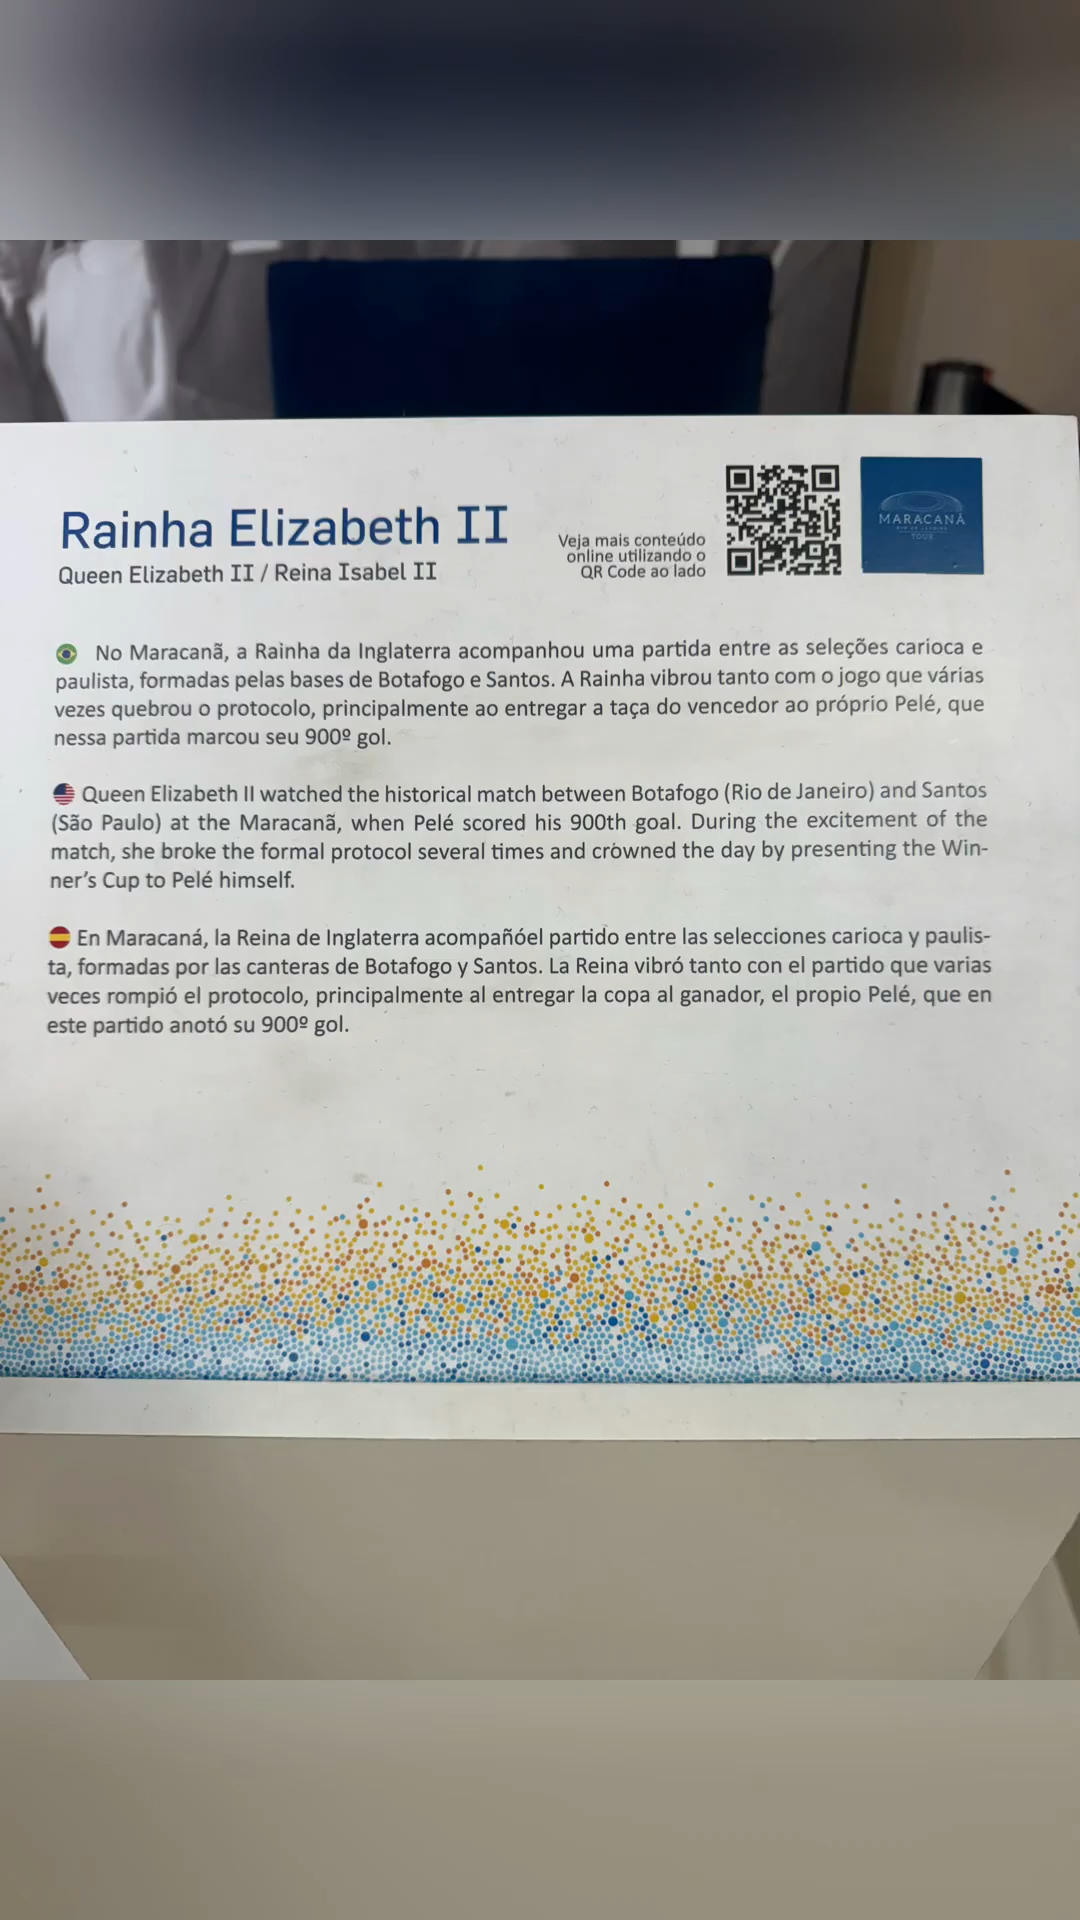 Rainha Elizabeth II
Queen Elizabeth II / Reina Isabel II
Veja mais conteúdo
online utilizando o
QR Code ao lado
MARACANÃ
RIO DE JANEIRO
TOUR
No Maracanã, a Rainha da Inglaterra acompanhou uma partida entre as seleções carioca e
paulista, formadas pelas bases de Botafogo e Santos. A Rainha vibrou tanto com o jogo que várias
vezes quebrou o protocolo, principalmente ao entregar a taça do vencedor ao próprio Pelé, que
nessa partida marcou seu 900º gol.
Queen Elizabeth II watched the historical match between Botafogo (Rio de Janeiro) and Santos
(São Paulo) at the Maracanã, when Pelé scored his 900th goal. During the excitement of the
match, she broke the formal protocol several times and crowned the day by presenting the Win-
ner's Cup to Pelé himself.
En Maracaná, la Reina de Inglaterra acompañóel partido entre las selecciones carioca y paulis-
ta, formadas por las canteras de Botafogo y Santos. La Reina vibró tanto con el partido que varias
veces rompió el protocolo, principalmente al entregar la copa al ganador, el propio Pelé, que en
este partido anotó su 900º gol.